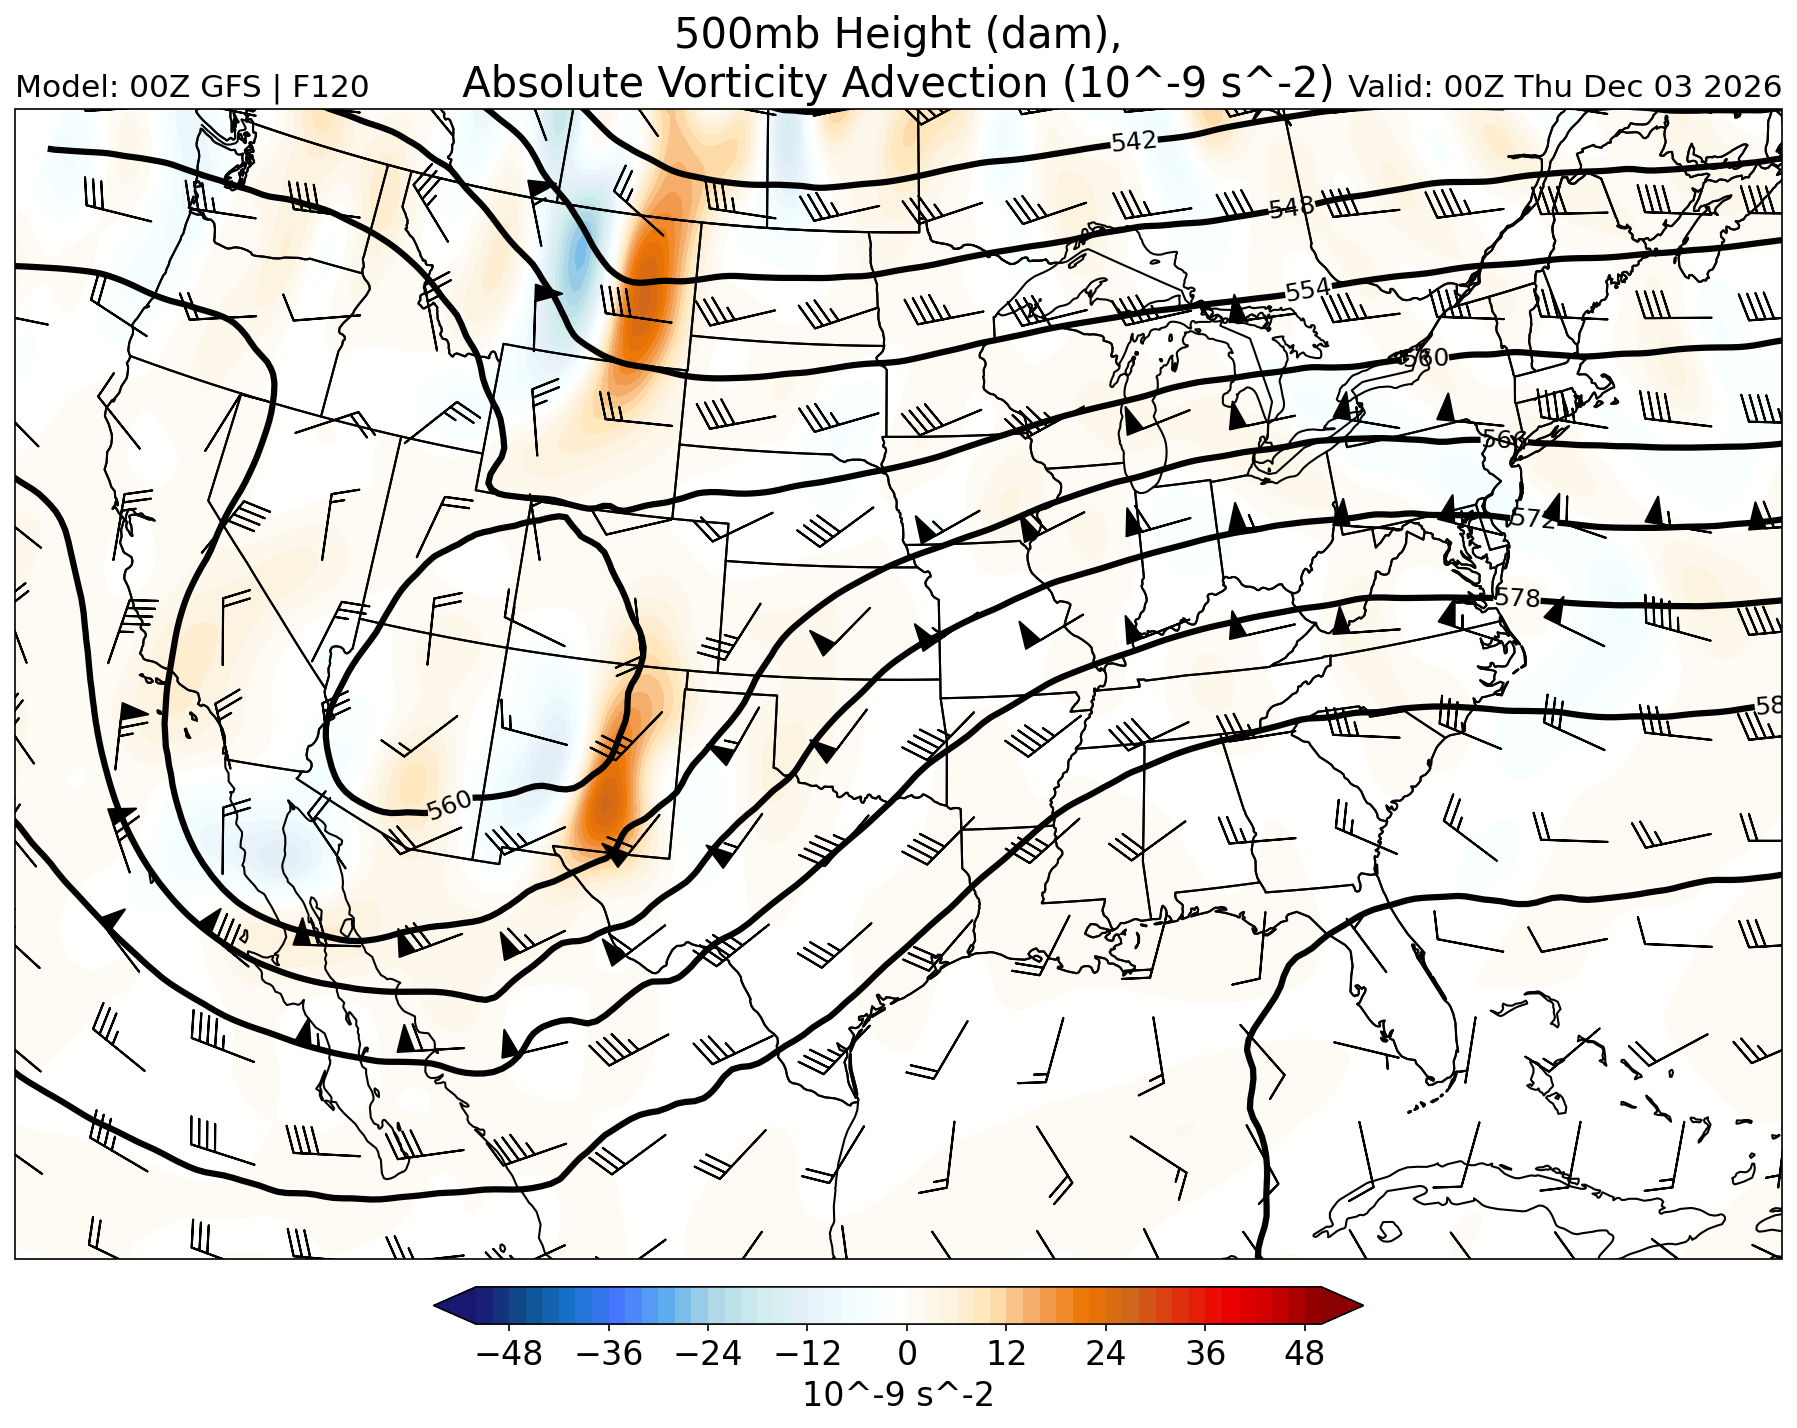 500mb Height (dam),
Model: 00Z GFS | F120
Absolute Vorticity Advection (10^-9 s^-2)
Valid: 00Z Thu Dec 03 2026
542
548
554
560
566
572
578
58
560
−48 −36 −24 −12 0 12 24 36 48
10^-9 s^-2